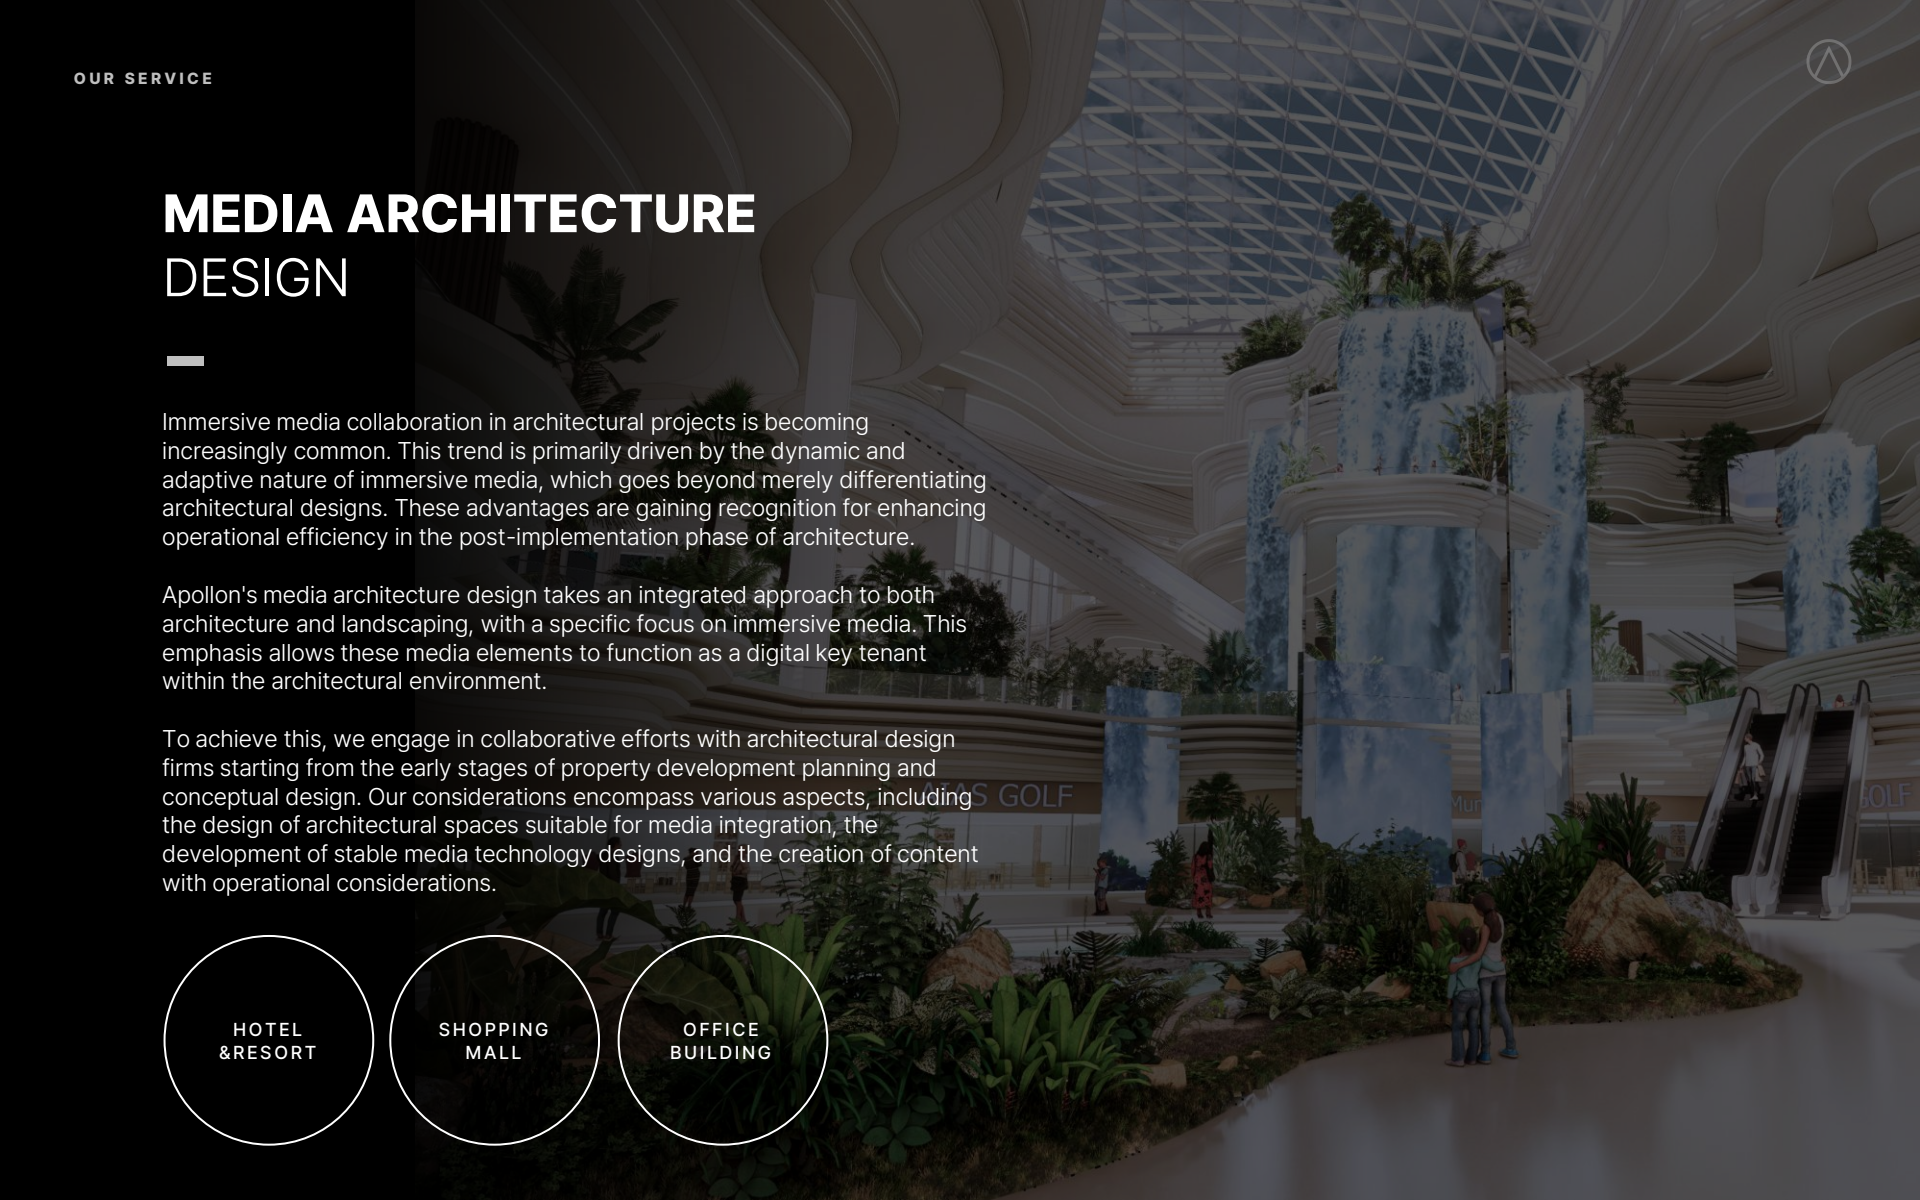 OUR SERVICE
MEDIA ARCHITECTURE
DESIGN
Immersive media collaboration in architectural projects is becoming
increasingly common. This trend is primarily driven by the dynamic and
adaptive nature of immersive media, which goes beyond merely differentiating
architectural designs. These advantages are gaining recognition for enhancing
operational efficiency in the post-implementation phase of architecture.
Apollon's media architecture design takes an integrated approach to both
architecture and landscaping, with a specific focus on immersive media. This
emphasis allows these media elements to function as a digital key tenant
within the architectural environment.
To achieve this, we engage in collaborative efforts with architectural design
firms starting from the early stages of property development planning and
conceptual design. Our considerations encompass various aspects, including
the design of architectural spaces suitable for media integration, the
development of stable media technology designs, and the creation of content
with operational considerations.
GOLF
GOLF
HOTEL
&RESORT
SHOPPING
MALL
OFFICE
BUILDING